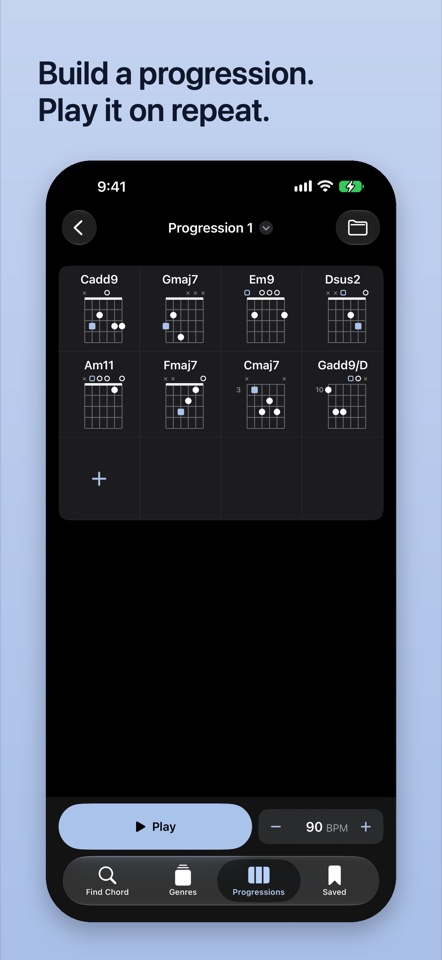 Build a progression.
Play it on repeat.
9:41
Progression 1
Cadd9 Gmaj7 Em9 Dsus2
Am11 Fmaj7 Cmaj7 Gadd9/D
3 10
+
Play − 90 BPM +
Find Chord Genres Progressions Saved